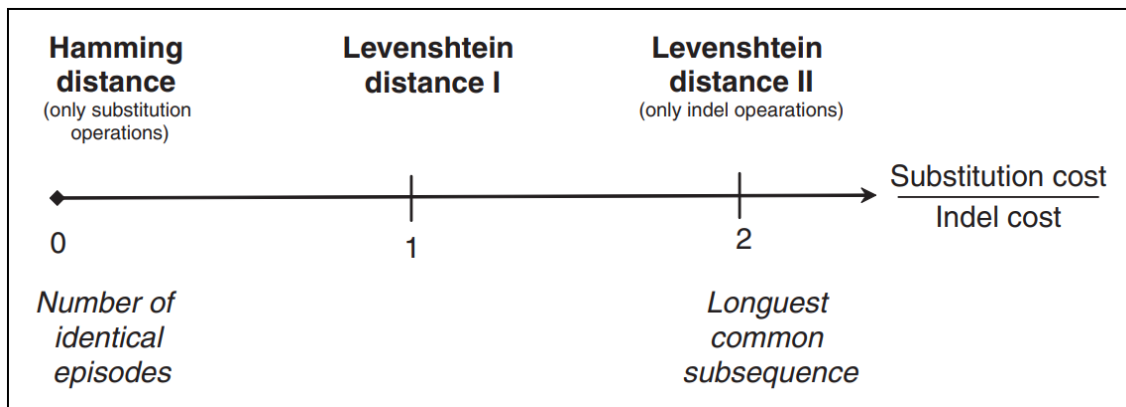 Hamming
distance
(only substitution
operations)
Levenshtein
distance I
Levenshtein
distance II
(only indel opearations)
Substitution cost
Indel cost
0
1
2
Number of
identical
episodes
Longuest
common
subsequence